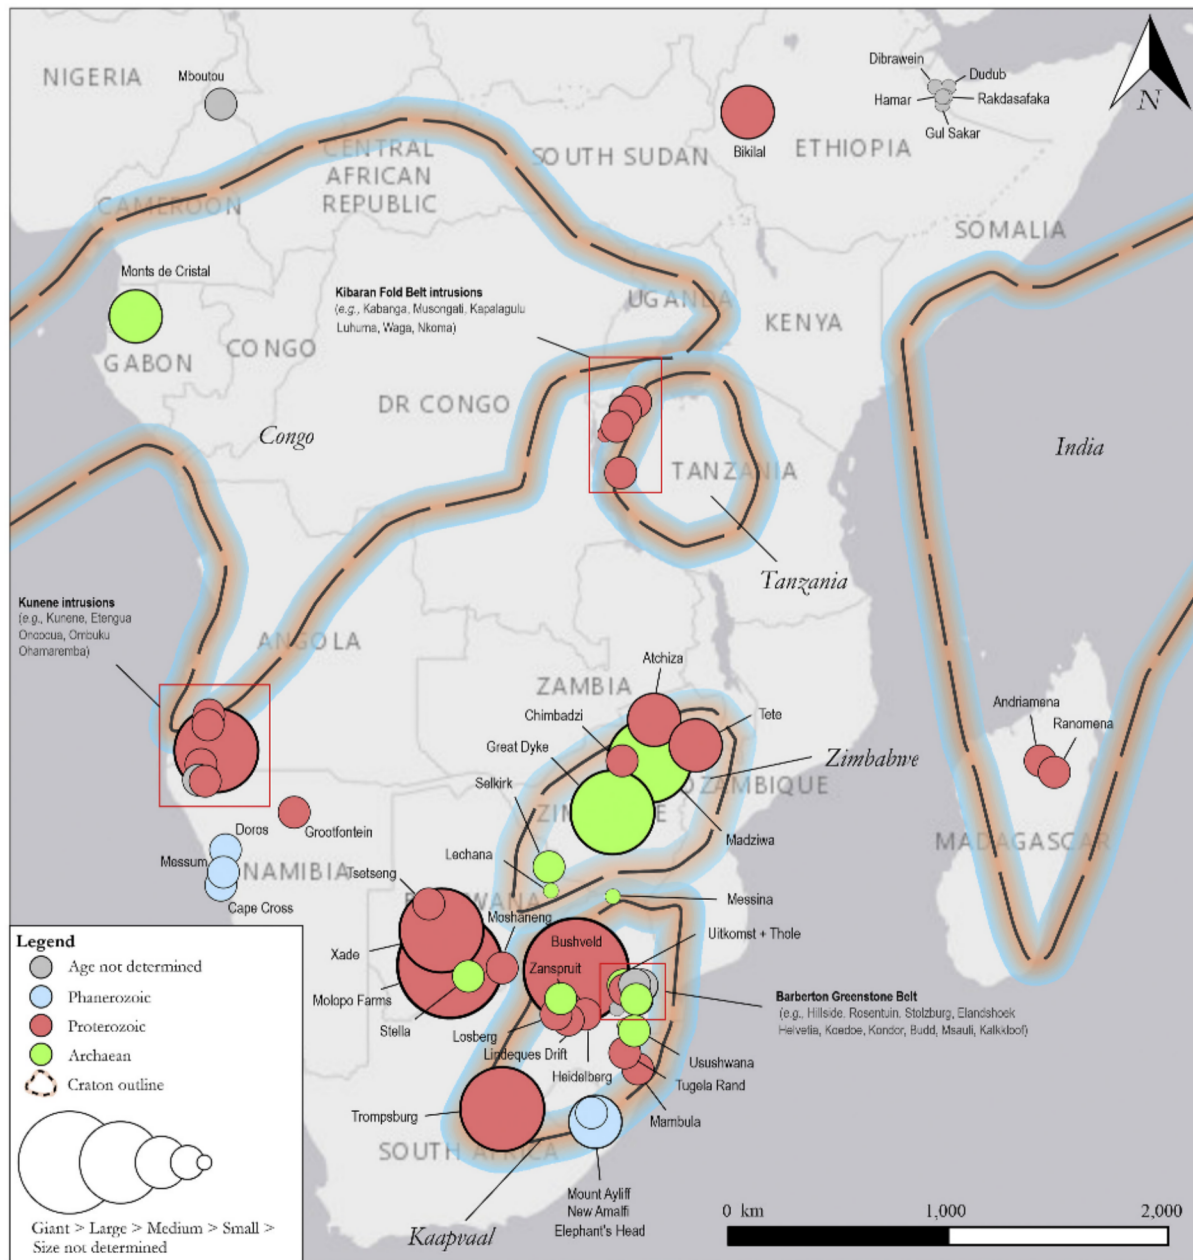 NIGERIA
Mboutou
Dibrawein
Dudub
Hamar
Rakdasafaka
Gul Sakar
N
CENTRAL
AFRICAN
REPUBLIC
SOUTH SUDAN
Bikilal
ETHIOPIA
CAMEROON
SOMALIA
Monts de Cristal
Kibaran Fold Belt intrusions
(e.g., Kabanga, Musongati, Kapalagulu
Luhuma, Waga, Nkoma)
UGANDA
KENYA
GABON
CONGO
DR CONGO
Congo
India
TANZANIA
Tanzania
Kunene intrusions
(e.g., Kunene, Etengua
Oncocua, Ombuku
Ohamaremba)
ANGOLA
Atchiza
ZAMBIA
Chimbadzi
Tete
Great Dyke
Zimbabwe
Selkirk
OZAMBIQUE
Andriamena
Ranomena
Grootfontein
Doros
Madziwa
MADAGASCAR
Messum
NAMIBIA
Lechana
Tsetseng
Cape Cross
Messina
Moshaneng
Uitkomst + Thole
Bushveld
Xade
Zanspruit
Molopo Farms
Stella
Barberton Greenstone Belt
(e.g., Hillside. Rosentuin. Stolzburg, Elandshoek
Helvetia, Koedoe, Kondor, Budd, Msauli, Kalkkloof)
Losberg
Lindeques Drift
Usushwana
Heidelberg
Tugela Rand
Trompsburg
Mambula
SOUTH AFRICA
Mount Ayliff
New Amalfi
Elephant's Head
Kaapvaal
Legend
Age not determined
Phanerozoic
Proterozoic
Archaean
Craton outline
Giant > Large > Medium > Small >
Size not determined
0 km
1,000
2,000